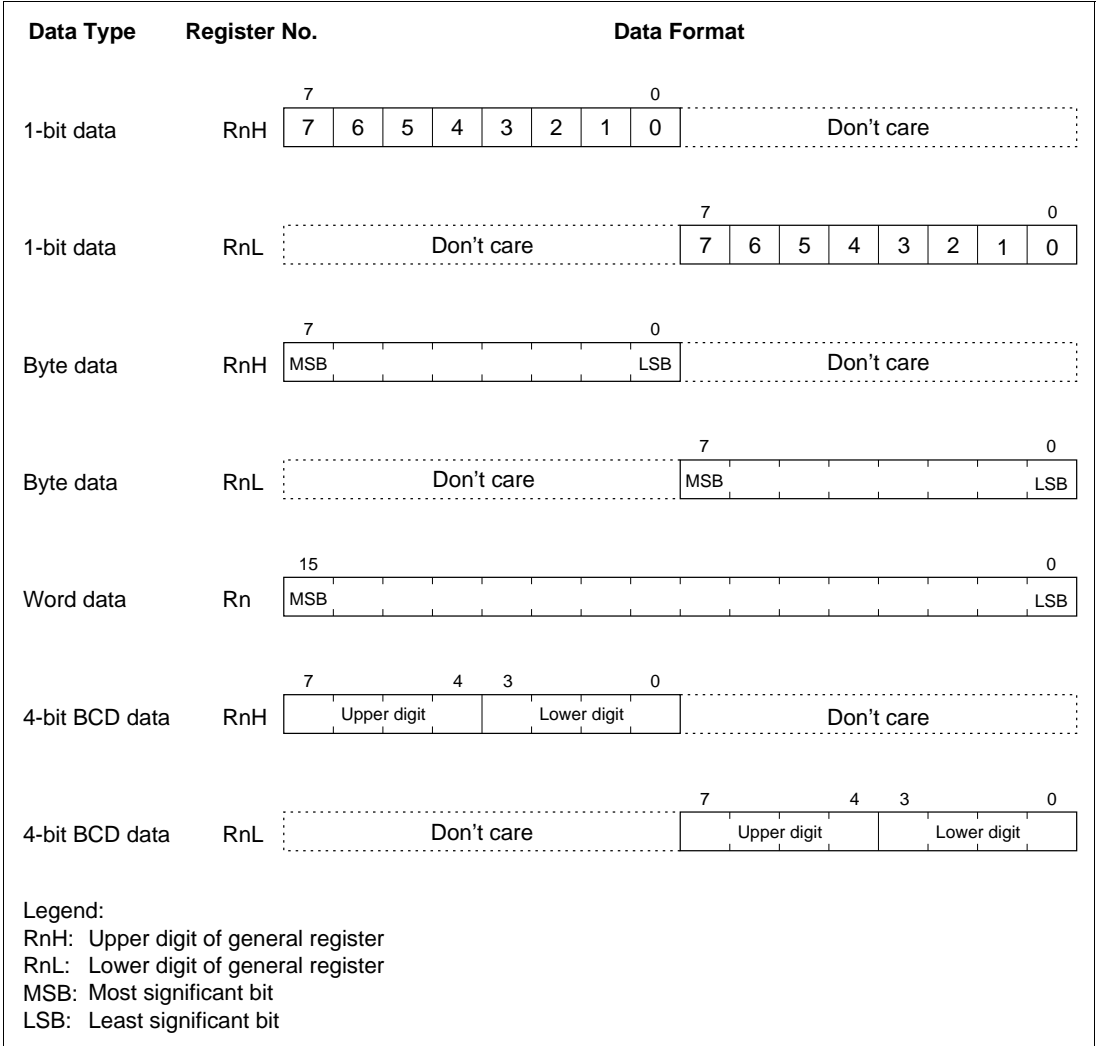 Data Type Register No. Data Format
7 0
1-bit data RnH 7 6 5 4 3 2 1 0 Don't care
7 0
1-bit data RnL Don't care 7 6 5 4 3 2 1 0
7 0
Byte data RnH MSB LSB Don't care
7 0
Byte data RnL Don't care MSB LSB
15 0
Word data Rn MSB LSB
7 4 3 0
4-bit BCD data RnH Upper digit Lower digit Don't care
7 4 3 0
4-bit BCD data RnL Don't care Upper digit Lower digit
Legend:
RnH: Upper digit of general register
RnL: Lower digit of general register
MSB: Most significant bit
LSB: Least significant bit